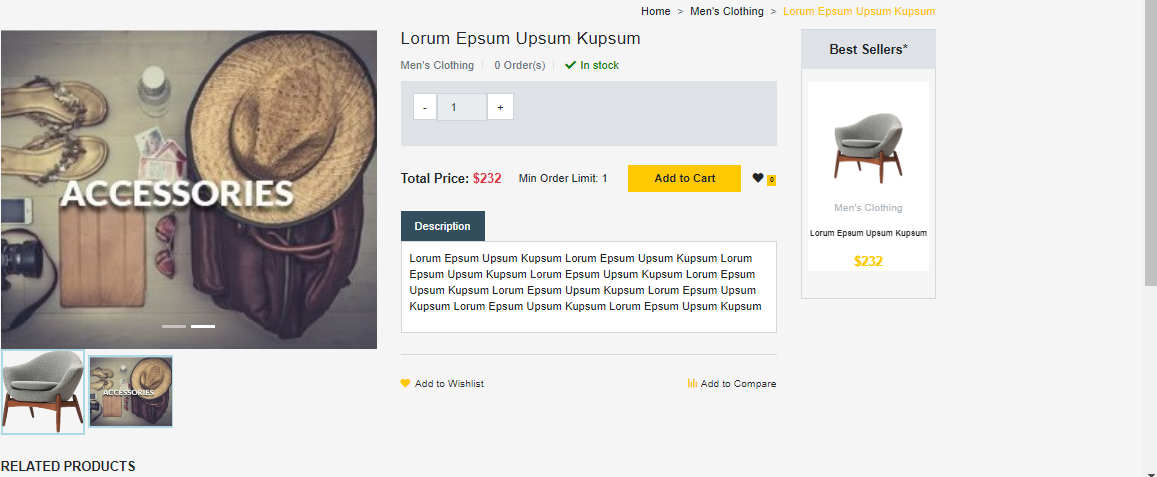 Home > Men's Clothing > Lorum Epsum Upsum Kupsum
ACCESSORIES
ACCESSORIES
RELATED PRODUCTS
Lorum Epsum Upsum Kupsum
Men's Clothing 0 Order(s) In stock
- 1 +
Total Price: $232 Min Order Limit: 1 Add to Cart 0
Description
Lorum Epsum Upsum Kupsum Lorum Epsum Upsum Kupsum Lorum
Epsum Upsum Kupsum Lorum Epsum Upsum Kupsum Lorum Epsum
Upsum Kupsum Lorum Epsum Upsum Kupsum Lorum Epsum Upsum
Kupsum Lorum Epsum Upsum Kupsum Lorum Epsum Upsum Kupsum
Add to Wishlist Add to Compare
Best Sellers*
Men's Clothing
Lorum Epsum Upsum Kupsum
$232